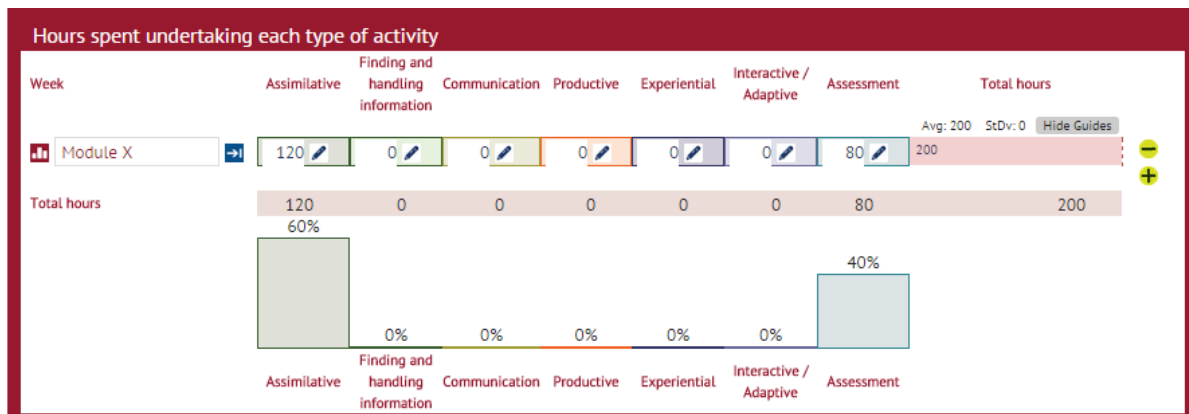 Hours spent undertaking each type of activity
Week
Assimilative
Finding and
handling
information
Communication
Productive
Experiential
Interactive /
Adaptive
Assessment
Total hours
Avg: 200 StDv: 0 Hide Guides
Module X 120 0 0 0 0 0 80 200
Total hours 120 0 0 0 0 0 80 200
60% 0% 0% 0% 0% 0% 40%
Assimilative
Finding and
handling
information
Communication
Productive
Experiential
Interactive /
Adaptive
Assessment